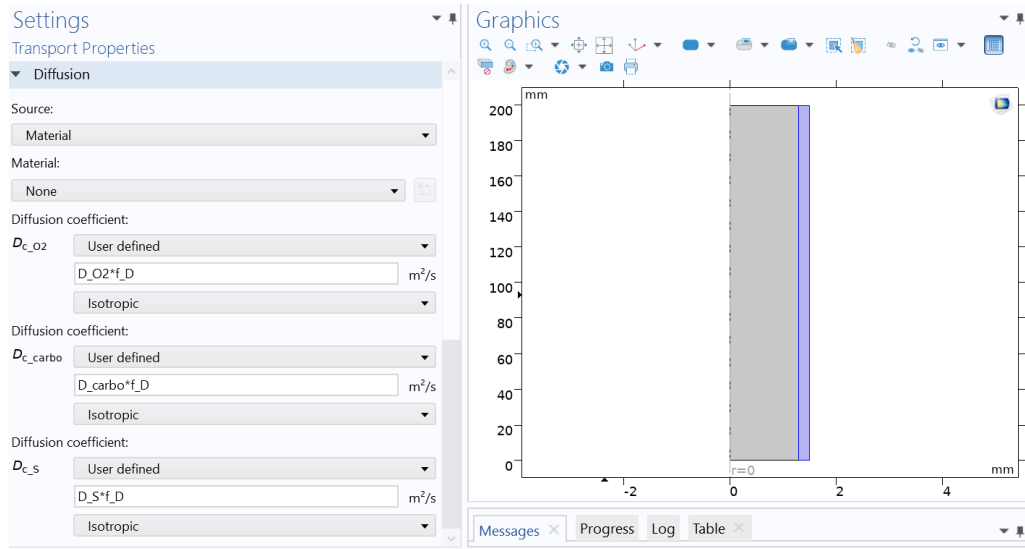 Settings
Transport Properties
Diffusion
Source:
Material
Material:
None
Diffusion coefficient:
Dc_O2 User defined
D_O2*f_D m²/s
Isotropic
Diffusion coefficient:
Dc_carbo User defined
D_carbo*f_D m²/s
Isotropic
Diffusion coefficient:
Dc_S User defined
D_S*f_D m²/s
Isotropic
Graphics
mm
200
180
160
140
120
100
80
60
40
20
0
r=0 mm
-2 0 2 4
Messages Progress Log Table